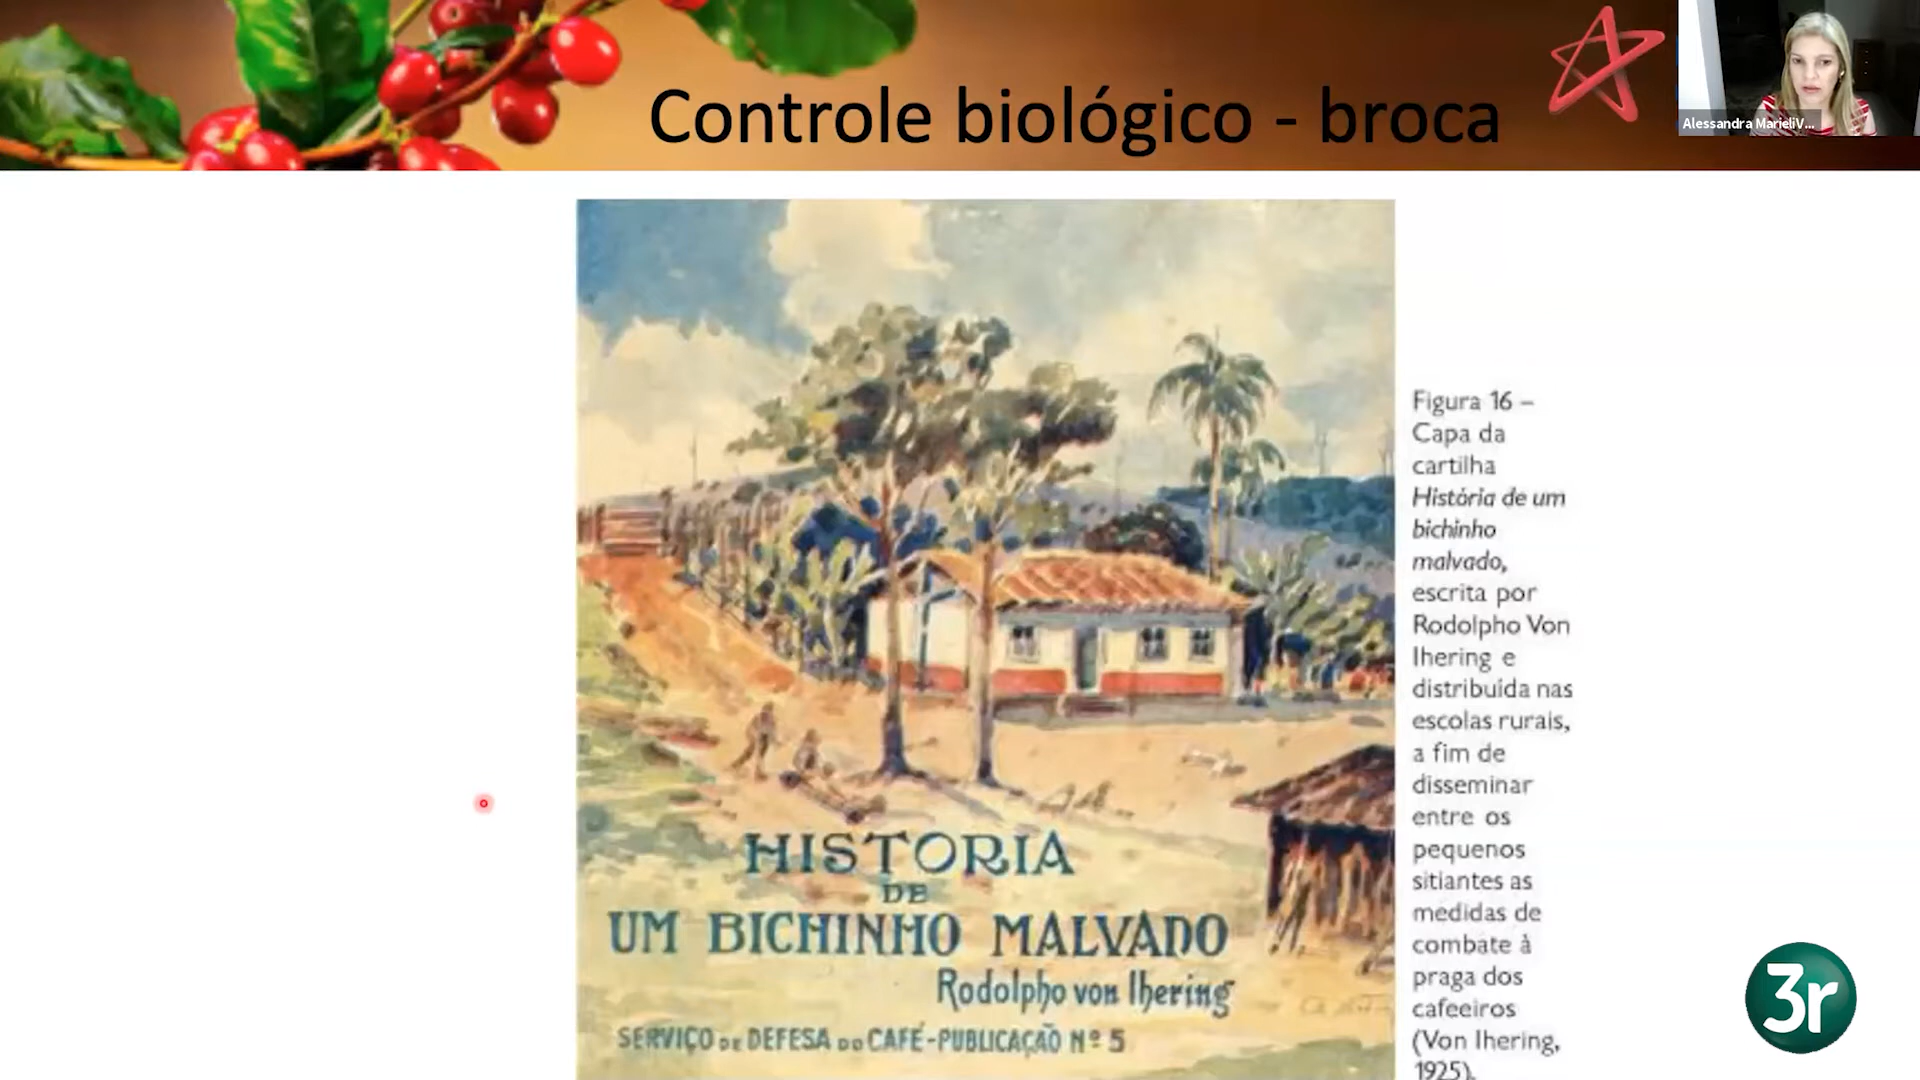 Controle biológico - broca
Alessandra MarieliV...
HISTORIA
DE
UM BICHINHO MALVADO
Rodolpho von Ihering
SERVIÇO DE DEFESA DO CAFÉ-PUBLICAÇÃO Nº 5
Figura 16 –
Capa da
cartilha
História de um
bichinho
malvado,
escrita por
Rodolpho Von
Ihering e
distribuída nas
escolas rurais,
a fim de
disseminar
entre os
pequenos
sitiantes as
medidas de
combate à
praga dos
cafeeiros
(Von Ihering,
1925).
3r